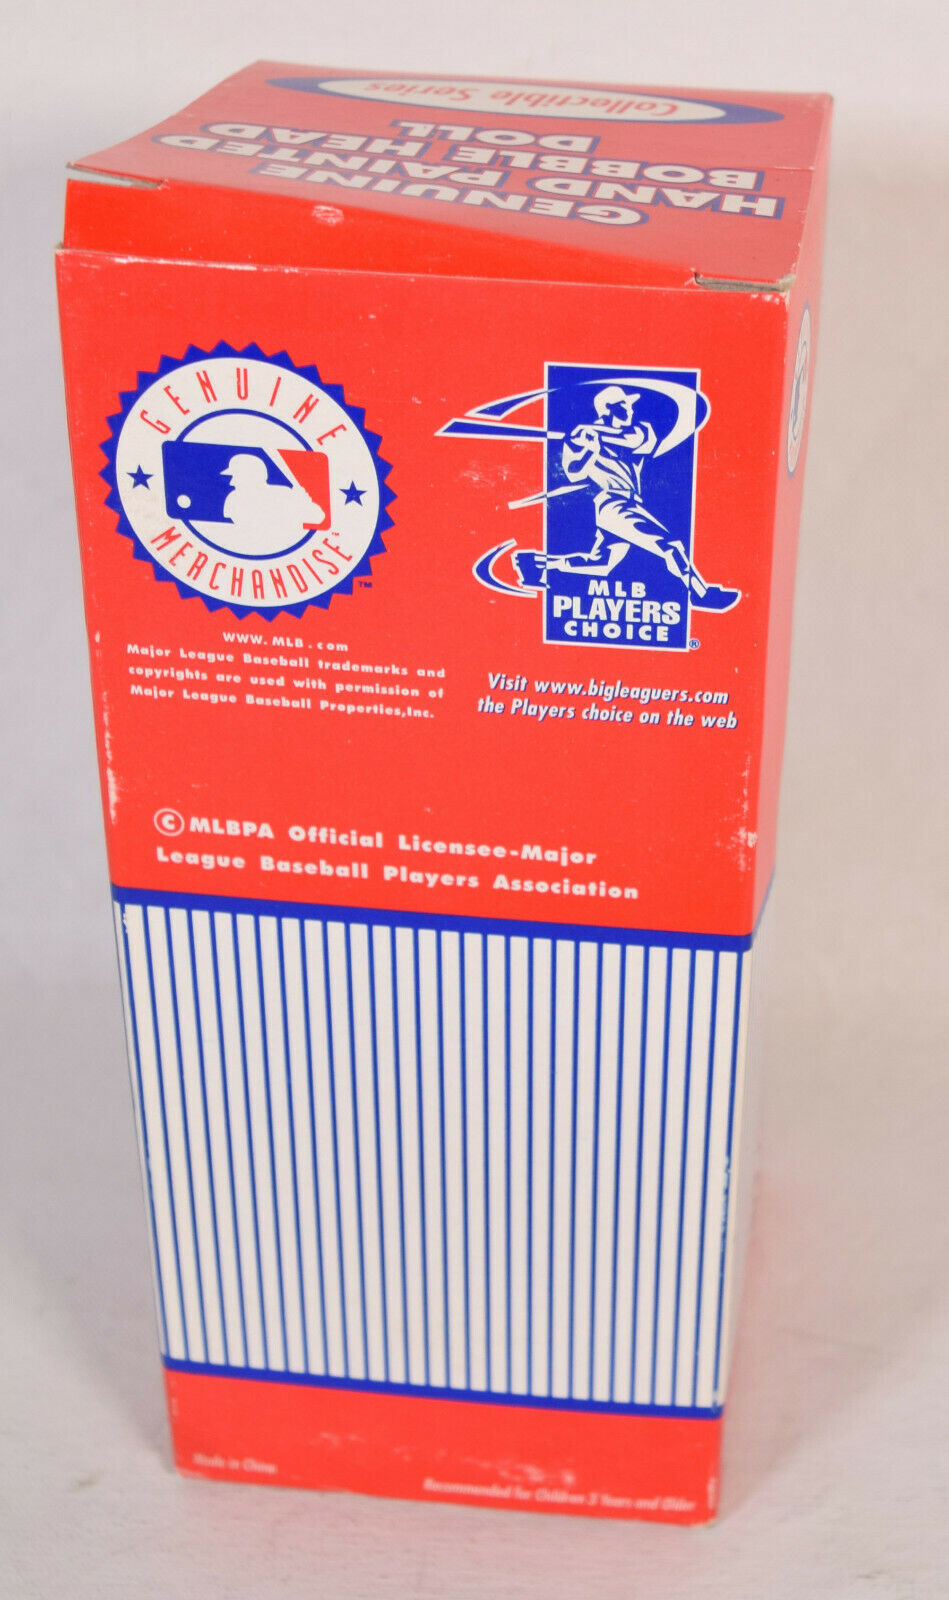 Collectible Series
GENUINE
HAND PAINTED
BOBBLE HEAD
DOLL
GENUINE
MERCHANDISE™
TM
www.MLB.com
Major League Baseball trademarks and
copyrights are used with permission of
Major League Baseball Properties,Inc.
MLB
PLAYERS
CHOICE
®
Visit www.bigleaguers.com
the Players choice on the web
© MLBPA Official Licensee-Major
League Baseball Players Association
Made in China
Recommended for Children 3 Years and Older